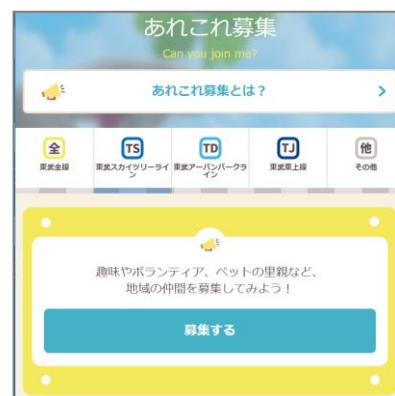 あれこれ募集
Can you join me?
あれこれ募集とは？
全
東武全線
TS
東武スカイツリーライ
ン
TD
東武アーバンパークラ
イン
TJ
東武東上線
他
その他
趣味やボランティア、ペットの里親など、
地域の仲間を募集してみよう！
募集する